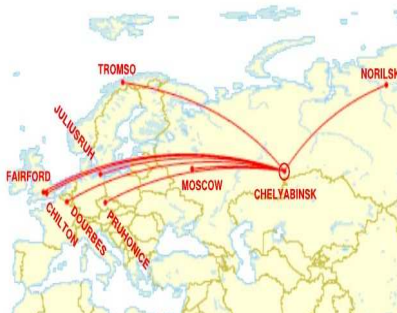 TROMSO
NORILSK
JULIUSRUH
FAIRFORD
MOSCOW
CHELYABINSK
CHILTON
DOURBES
PRUHONICE